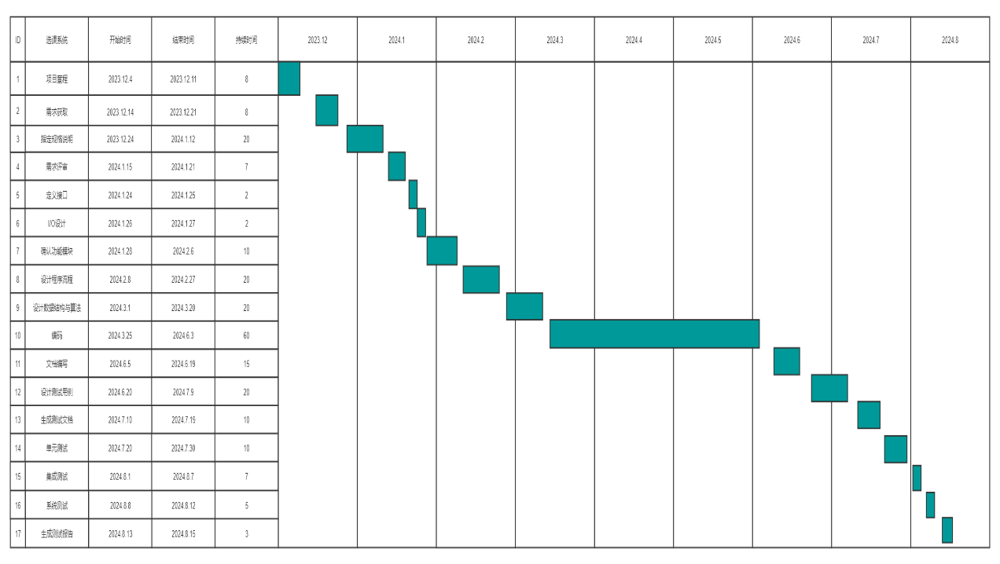 ID 选课系统 开始时间 结束时间 持续时间 2023.12 2024.1 2024.2 2024.3 2024.4 2024.5 2024.6 2024.7 2024.8
1 项目章程 2023.12.4 2023.12.11 8
2 需求获取 2023.12.14 2023.12.21 8
3 指定规格说明 2023.12.24 2024.1.12 20
4 需求评审 2024.1.15 2024.1.21 7
5 定义接口 2024.1.24 2024.1.25 2
6 I/O设计 2024.1.26 2024.1.27 2
7 确认功能模块 2024.1.28 2024.2.6 10
8 设计程序流程 2024.2.8 2024.2.27 20
9 设计数据结构与算法 2024.3.1 2024.3.20 20
10 编码 2024.3.25 2024.6.3 60
11 文档编写 2024.6.5 2024.6.19 15
12 设计测试用例 2024.6.20 2024.7.9 20
13 生成测试文档 2024.7.10 2024.7.19 10
14 单元测试 2024.7.20 2024.7.30 10
15 集成测试 2024.8.1 2024.8.7 7
16 系统测试 2024.8.8 2024.8.12 5
17 生成测试报告 2024.8.13 2024.8.15 3